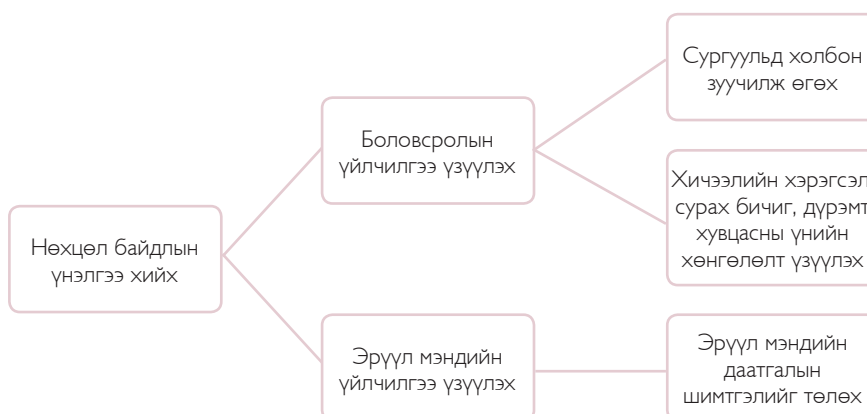 Нөхцөл байдлын
үнэлгээ хийх
Боловсролын
үйлчилгээ үзүүлэх
Сургуульд холбон
зуучилж өгөх
Хичээлийн хэрэгсэл
сурах бичиг, дүрэмт
хувцасны үнийн
хөнгөлөлт үзүүлэх
Эрүүл мэндийн
үйлчилгээ үзүүлэх
Эрүүл мэндийн
даатгалын
шимтгэлийг төлөх